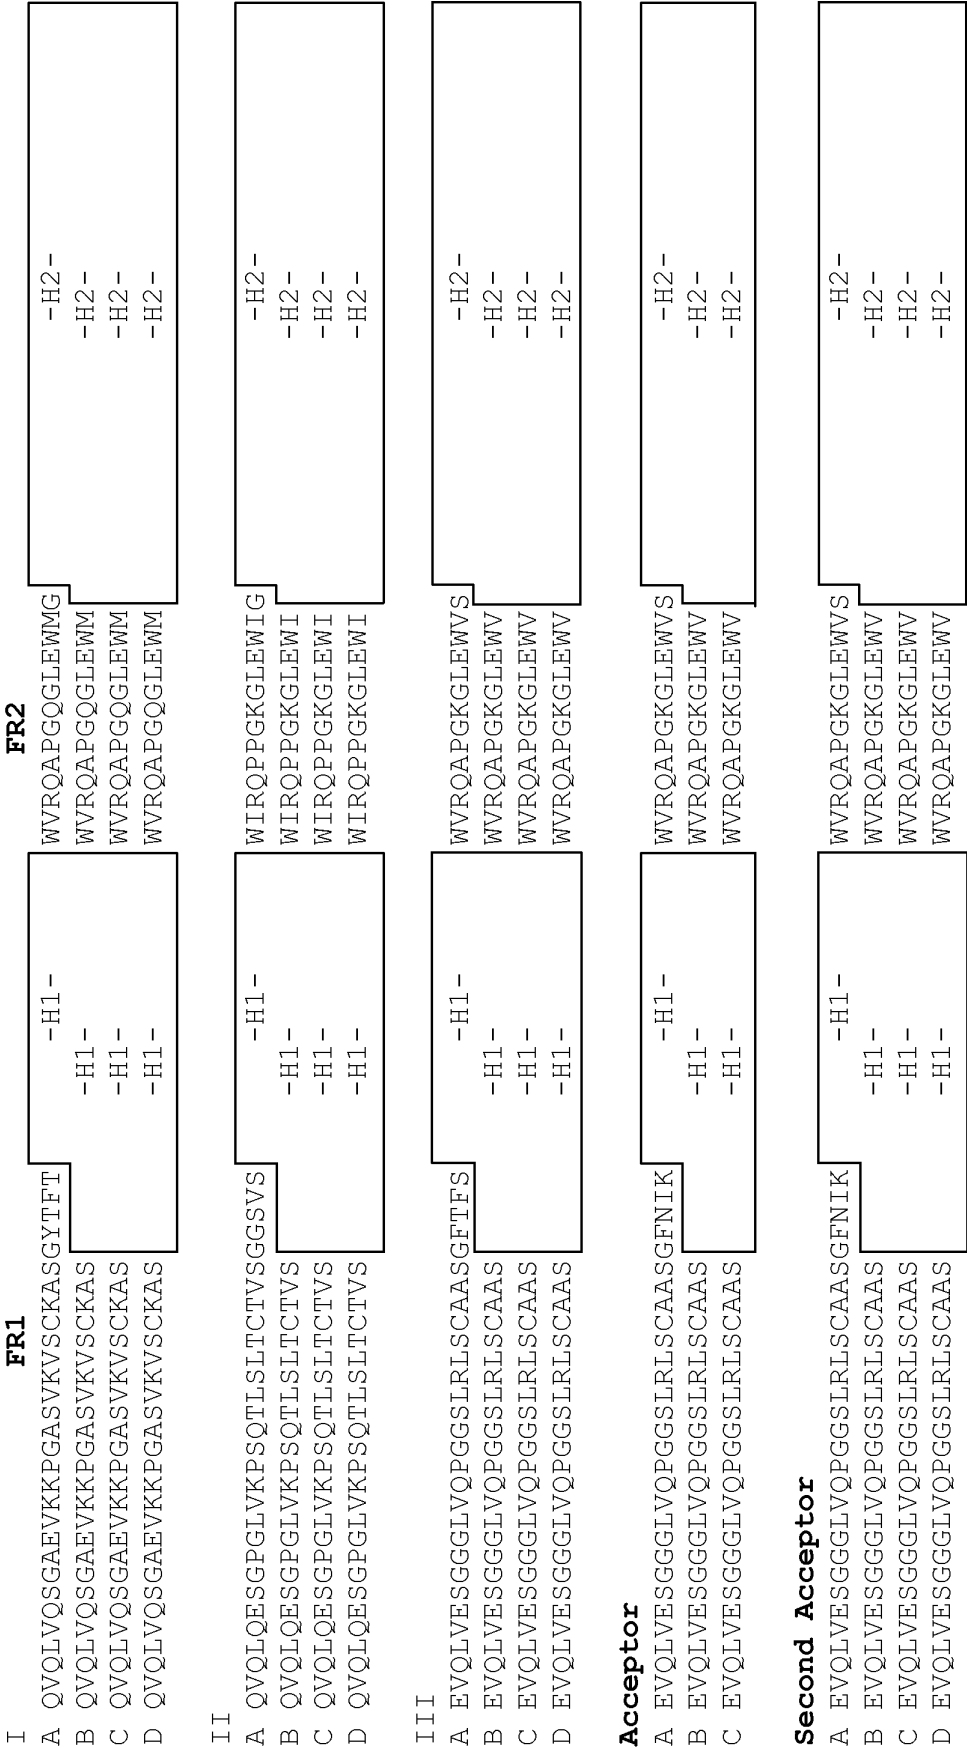 FR1 FR2
I
A QVQLVQSGAEVKKPGASVKVSCKASGYTFT -H1- WVRQAPGQGLEWMG -H2-
B QVQLVQSGAEVKKPGASVKVSCKAS -H1- WVRQAPGQGLEWM -H2-
C QVQLVQSGAEVKKPGASVKVSCKAS -H1- WVRQAPGQGLEWM -H2-
D QVQLVQSGAEVKKPGASVKVSCKAS -H1- WVRQAPGQGLEWM -H2-
II
A QVQLQESGPGLVKPSQTLSLTCTVSGGSVS -H1- WIRQPPGKGLEWIG -H2-
B QVQLQESGPGLVKPSQTLSLTCTVS -H1- WIRQPPGKGLEWI -H2-
C QVQLQESGPGLVKPSQTLSLTCTVS -H1- WIRQPPGKGLEWI -H2-
D QVQLQESGPGLVKPSQTLSLTCTVS -H1- WIRQPPGKGLEWI -H2-
III
A EVQLVESGGGLVQPGGSLRLSCAASGFTFS -H1- WVRQAPGKGLEWVS -H2-
B EVQLVESGGGLVQPGGSLRLSCAAS -H1- WVRQAPGKGLEWV -H2-
C EVQLVESGGGLVQPGGSLRLSCAAS -H1- WVRQAPGKGLEWV -H2-
D EVQLVESGGGLVQPGGSLRLSCAAS -H1- WVRQAPGKGLEWV -H2-
Acceptor
A EVQLVESGGGLVQPGGSLRLSCAASGFNIK -H1- WVRQAPGKGLEWVS -H2-
B EVQLVESGGGLVQPGGSLRLSCAAS -H1- WVRQAPGKGLEWV -H2-
C EVQLVESGGGLVQPGGSLRLSCAAS -H1- WVRQAPGKGLEWV -H2-
Second Acceptor
A EVQLVESGGGLVQPGGSLRLSCAASGFNIK -H1- WVRQAPGKGLEWVS -H2-
B EVQLVESGGGLVQPGGSLRLSCAAS -H1- WVRQAPGKGLEWV -H2-
C EVQLVESGGGLVQPGGSLRLSCAAS -H1- WVRQAPGKGLEWV -H2-
D EVQLVESGGGLVQPGGSLRLSCAAS -H1- WVRQAPGKGLEWV -H2-